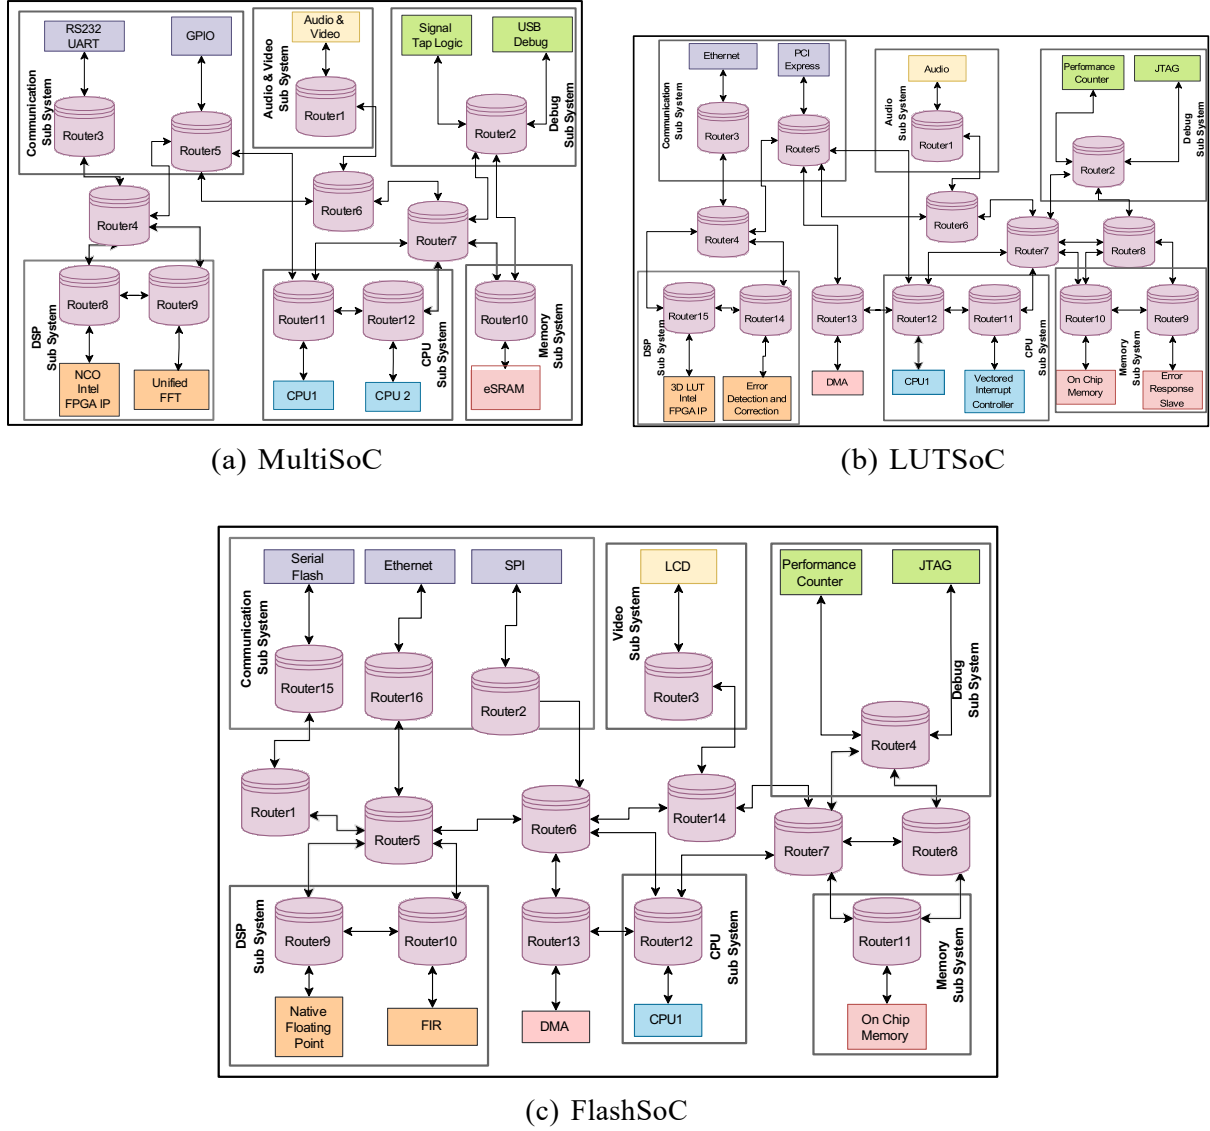 RS232
UART
GPIO
Communication
Sub System
Router3
Router5
Audio &
Video
Audio & Video
Sub System
Router1
Signal
Tap Logic
USB
Debug
Debug
Sub System
Router2
Router4
Router6
Router7
Router8
Router9
DSP
Sub System
NCO
Intel
FPGA IP
Unified
FFT
Router11
Router12
CPU
Sub System
CPU1
CPU 2
Router10
Memory
Sub System
eSRAM
(a) MultiSoC
Ethernet
PCI
Express
Communication
Sub System
Router3
Router5
Audio
Audio
Sub System
Router1
Performance
Counter
JTAG
Debug
Sub System
Router2
Router4
Router6
Router7
Router8
Router15
Router14
DSP
Sub System
3D LUT
Intel
FPGA IP
Error
Detection and
Correction
Router13
DMA
Router12
Router11
CPU
Sub System
CPU1
Vectored
Interrupt
Controller
Router10
Router9
Memory
Sub System
On Chip
Memory
Error
Response
Slave
(b) LUTSoC
Serial
Flash
Ethernet
SPI
Communication
Sub System
Router15
Router16
Router2
LCD
Video
Sub System
Router3
Performance
Counter
JTAG
Debug
Sub System
Router4
Router1
Router5
Router6
Router14
Router7
Router8
DSP
Sub System
Router9
Router10
Native
Floating
Point
FIR
Router13
DMA
Router12
CPU
Sub System
CPU1
Router11
Memory
Sub System
On Chip
Memory
(c) FlashSoC